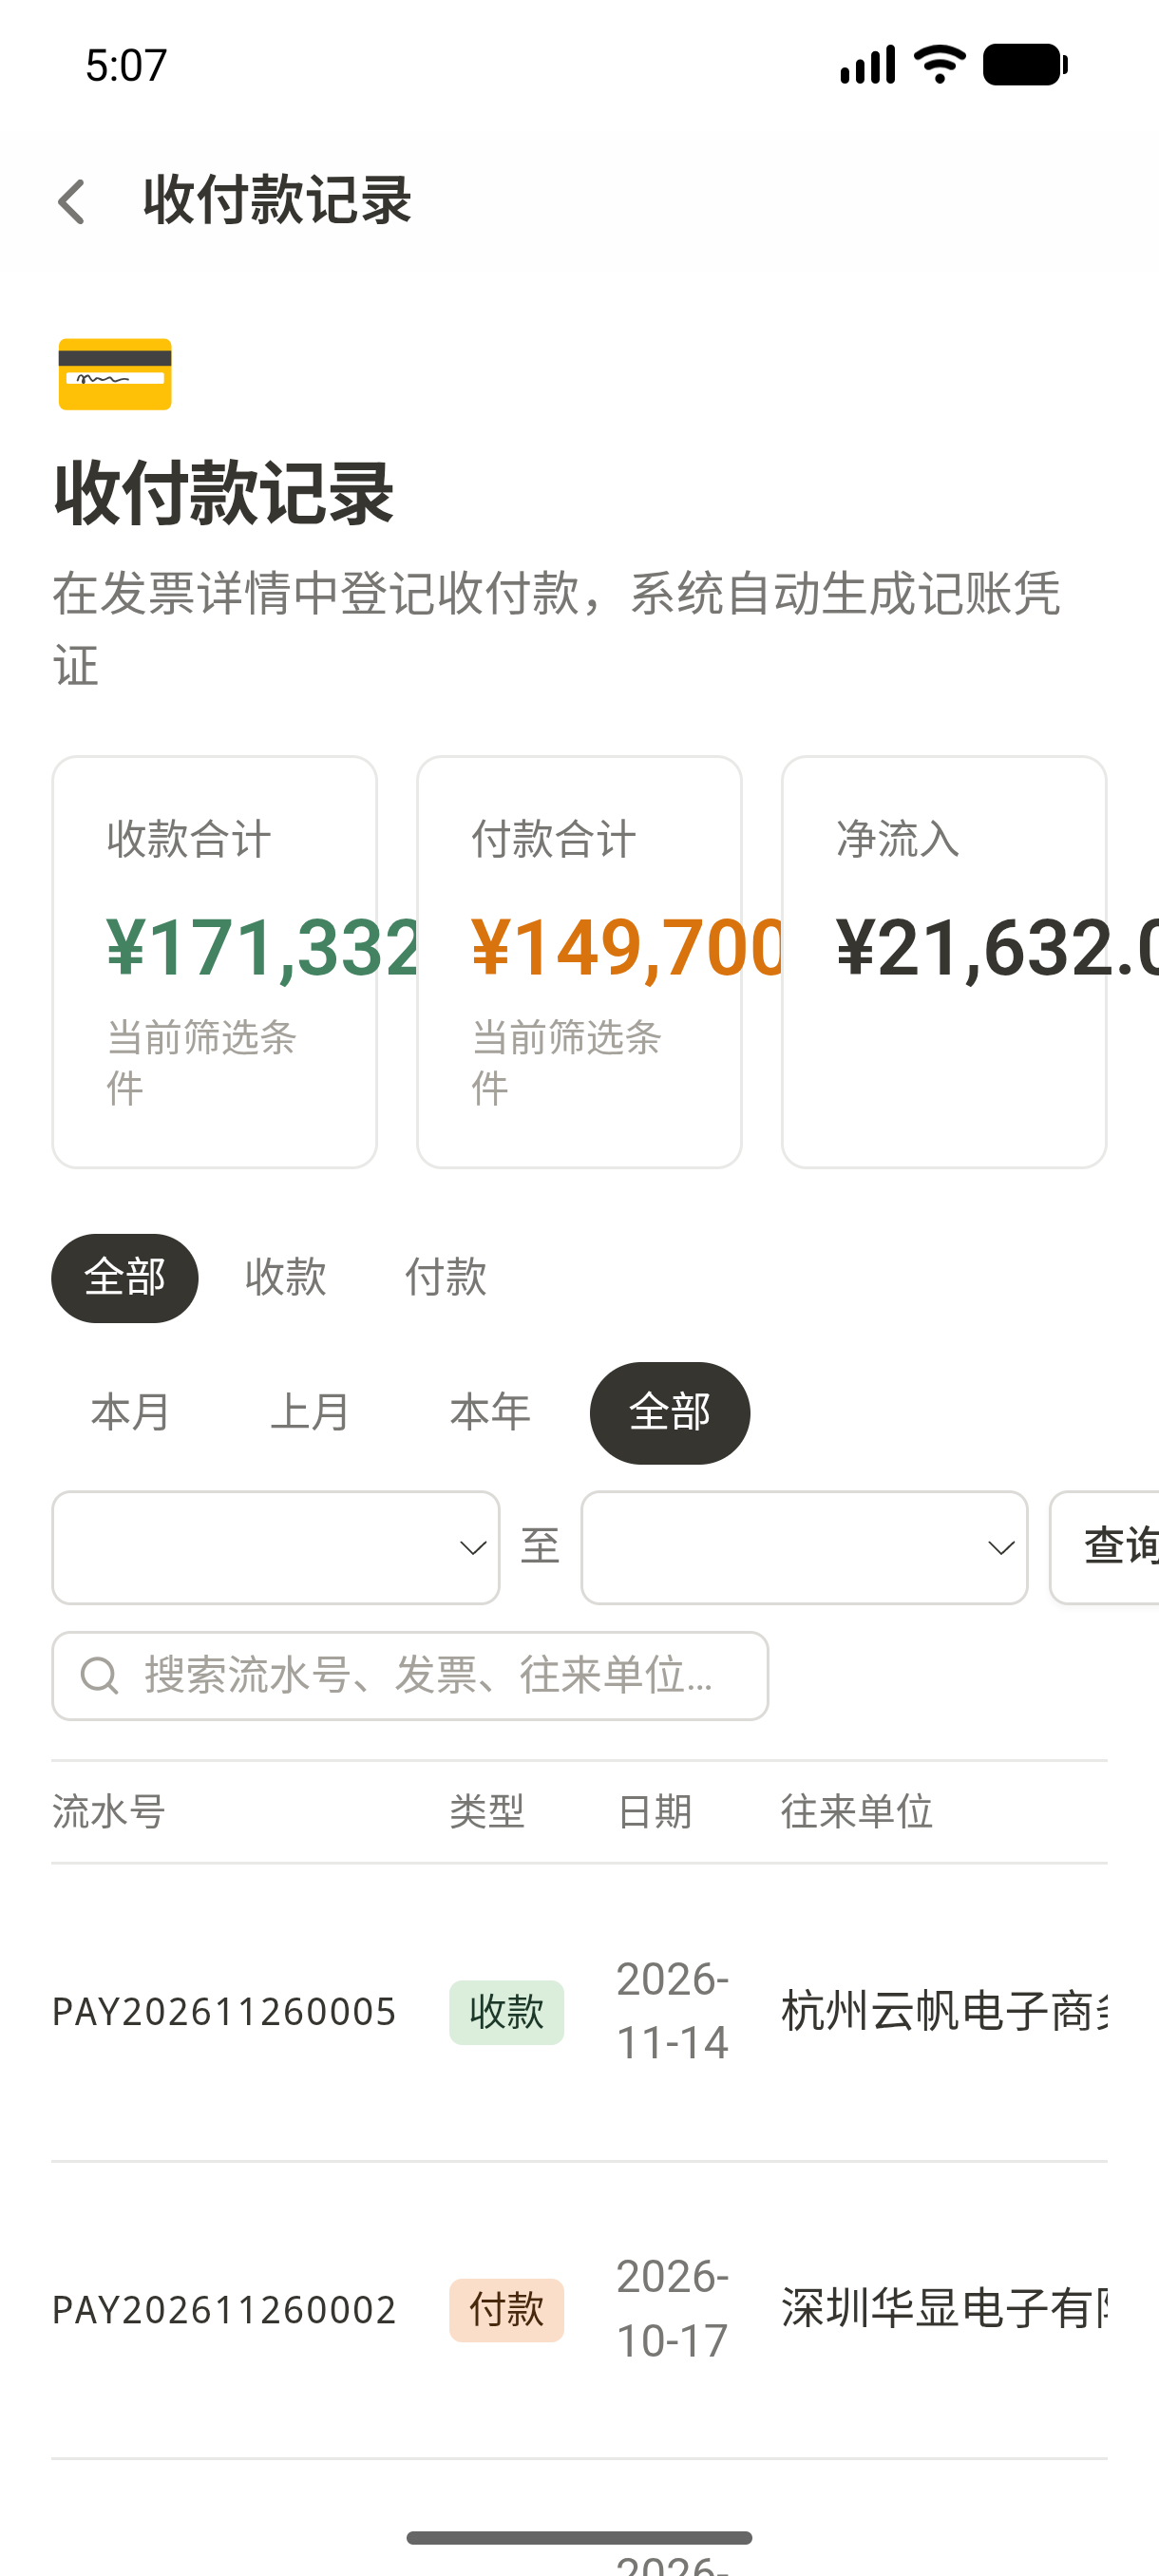 5:07
收付款记录
收付款记录
在发票详情中登记收付款，系统自动生成记账凭
证
收款合计
¥171,332
当前筛选条
件
付款合计
¥149,700
当前筛选条
件
净流入
¥21,632.0
全部 收款 付款
本月 上月 本年 全部
至 查询
搜索流水号、发票、往来单位...
流水号 类型 日期 往来单位
PAY202611260005 收款 2026-
11-14 杭州云帆电子商务
PAY202611260002 付款 2026-
10-17 深圳华显电子有限
2026-